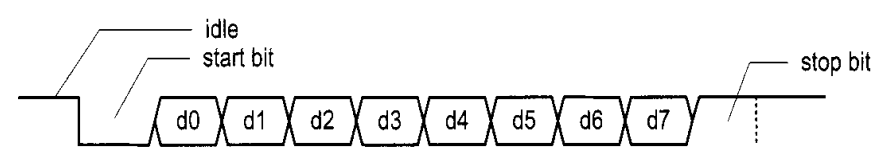 idle
start bit
stop bit
d0 d1 d2 d3 d4 d5 d6 d7